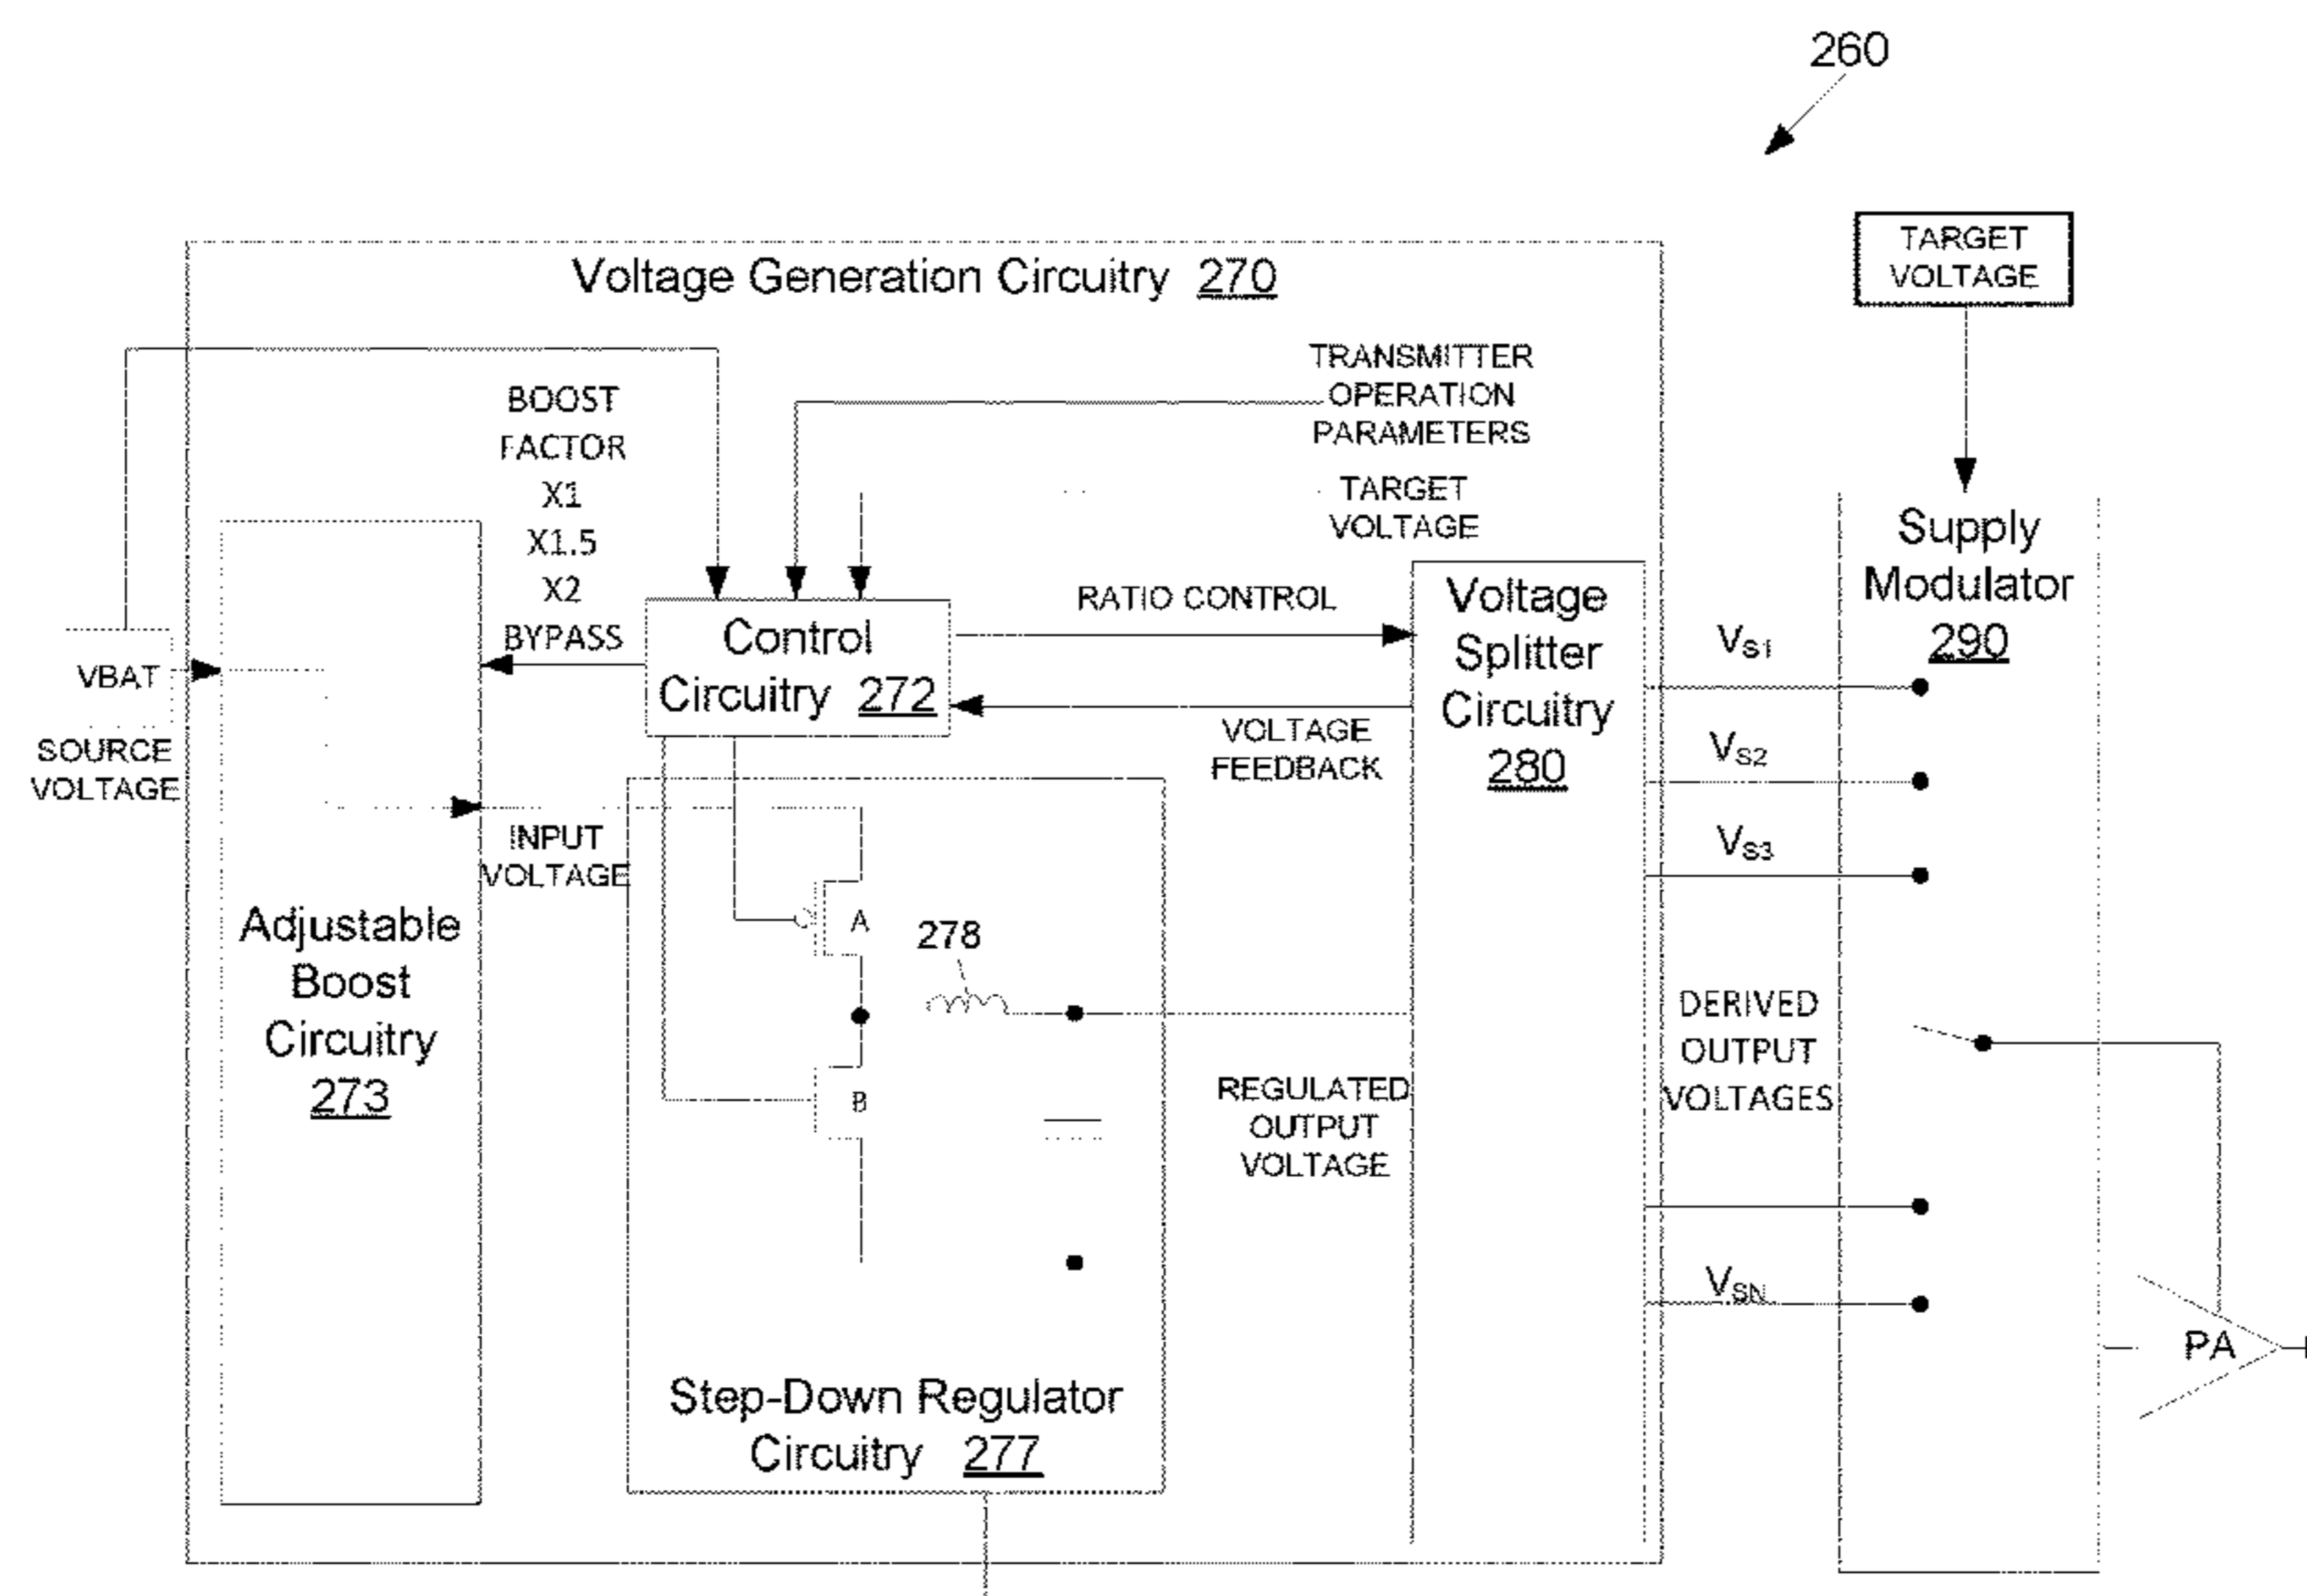 260
TARGET
VOLTAGE
Voltage Generation Circuitry 270
TRANSMITTER
OPERATION
PARAMETERS
BOOST
FACTOR
X1
X1.5
X2
BYPASS
TARGET
VOLTAGE
Supply
Modulator
290
RATIO CONTROL
Voltage
Splitter
Circuitry
280
Control
Circuitry 272
VBAT
SOURCE
VOLTAGE
VOLTAGE
FEEDBACK
VS1
VS2
VS3
INPUT
VOLTAGE
Adjustable
Boost
Circuitry
273
A
278
B
REGULATED
OUTPUT
VOLTAGE
DERIVED
OUTPUT
VOLTAGES
VSN
PA
Step-Down Regulator
Circuitry 277